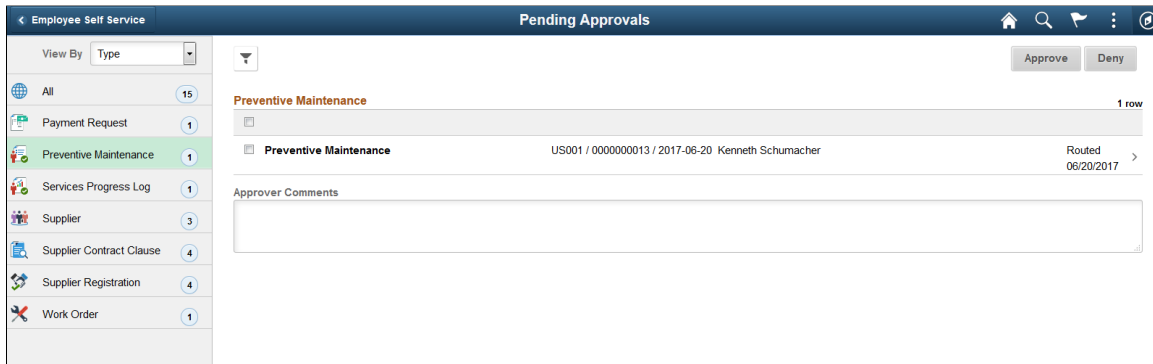 Employee Self Service
Pending Approvals
View By Type
Approve Deny
All 15
Payment Request 1
Preventive Maintenance 1
Services Progress Log 1
Supplier 3
Supplier Contract Clause 4
Supplier Registration 4
Work Order 1
Preventive Maintenance
1 row
Preventive Maintenance US001 / 0000000013 / 2017-06-20 Kenneth Schumacher Routed
06/20/2017
Approver Comments